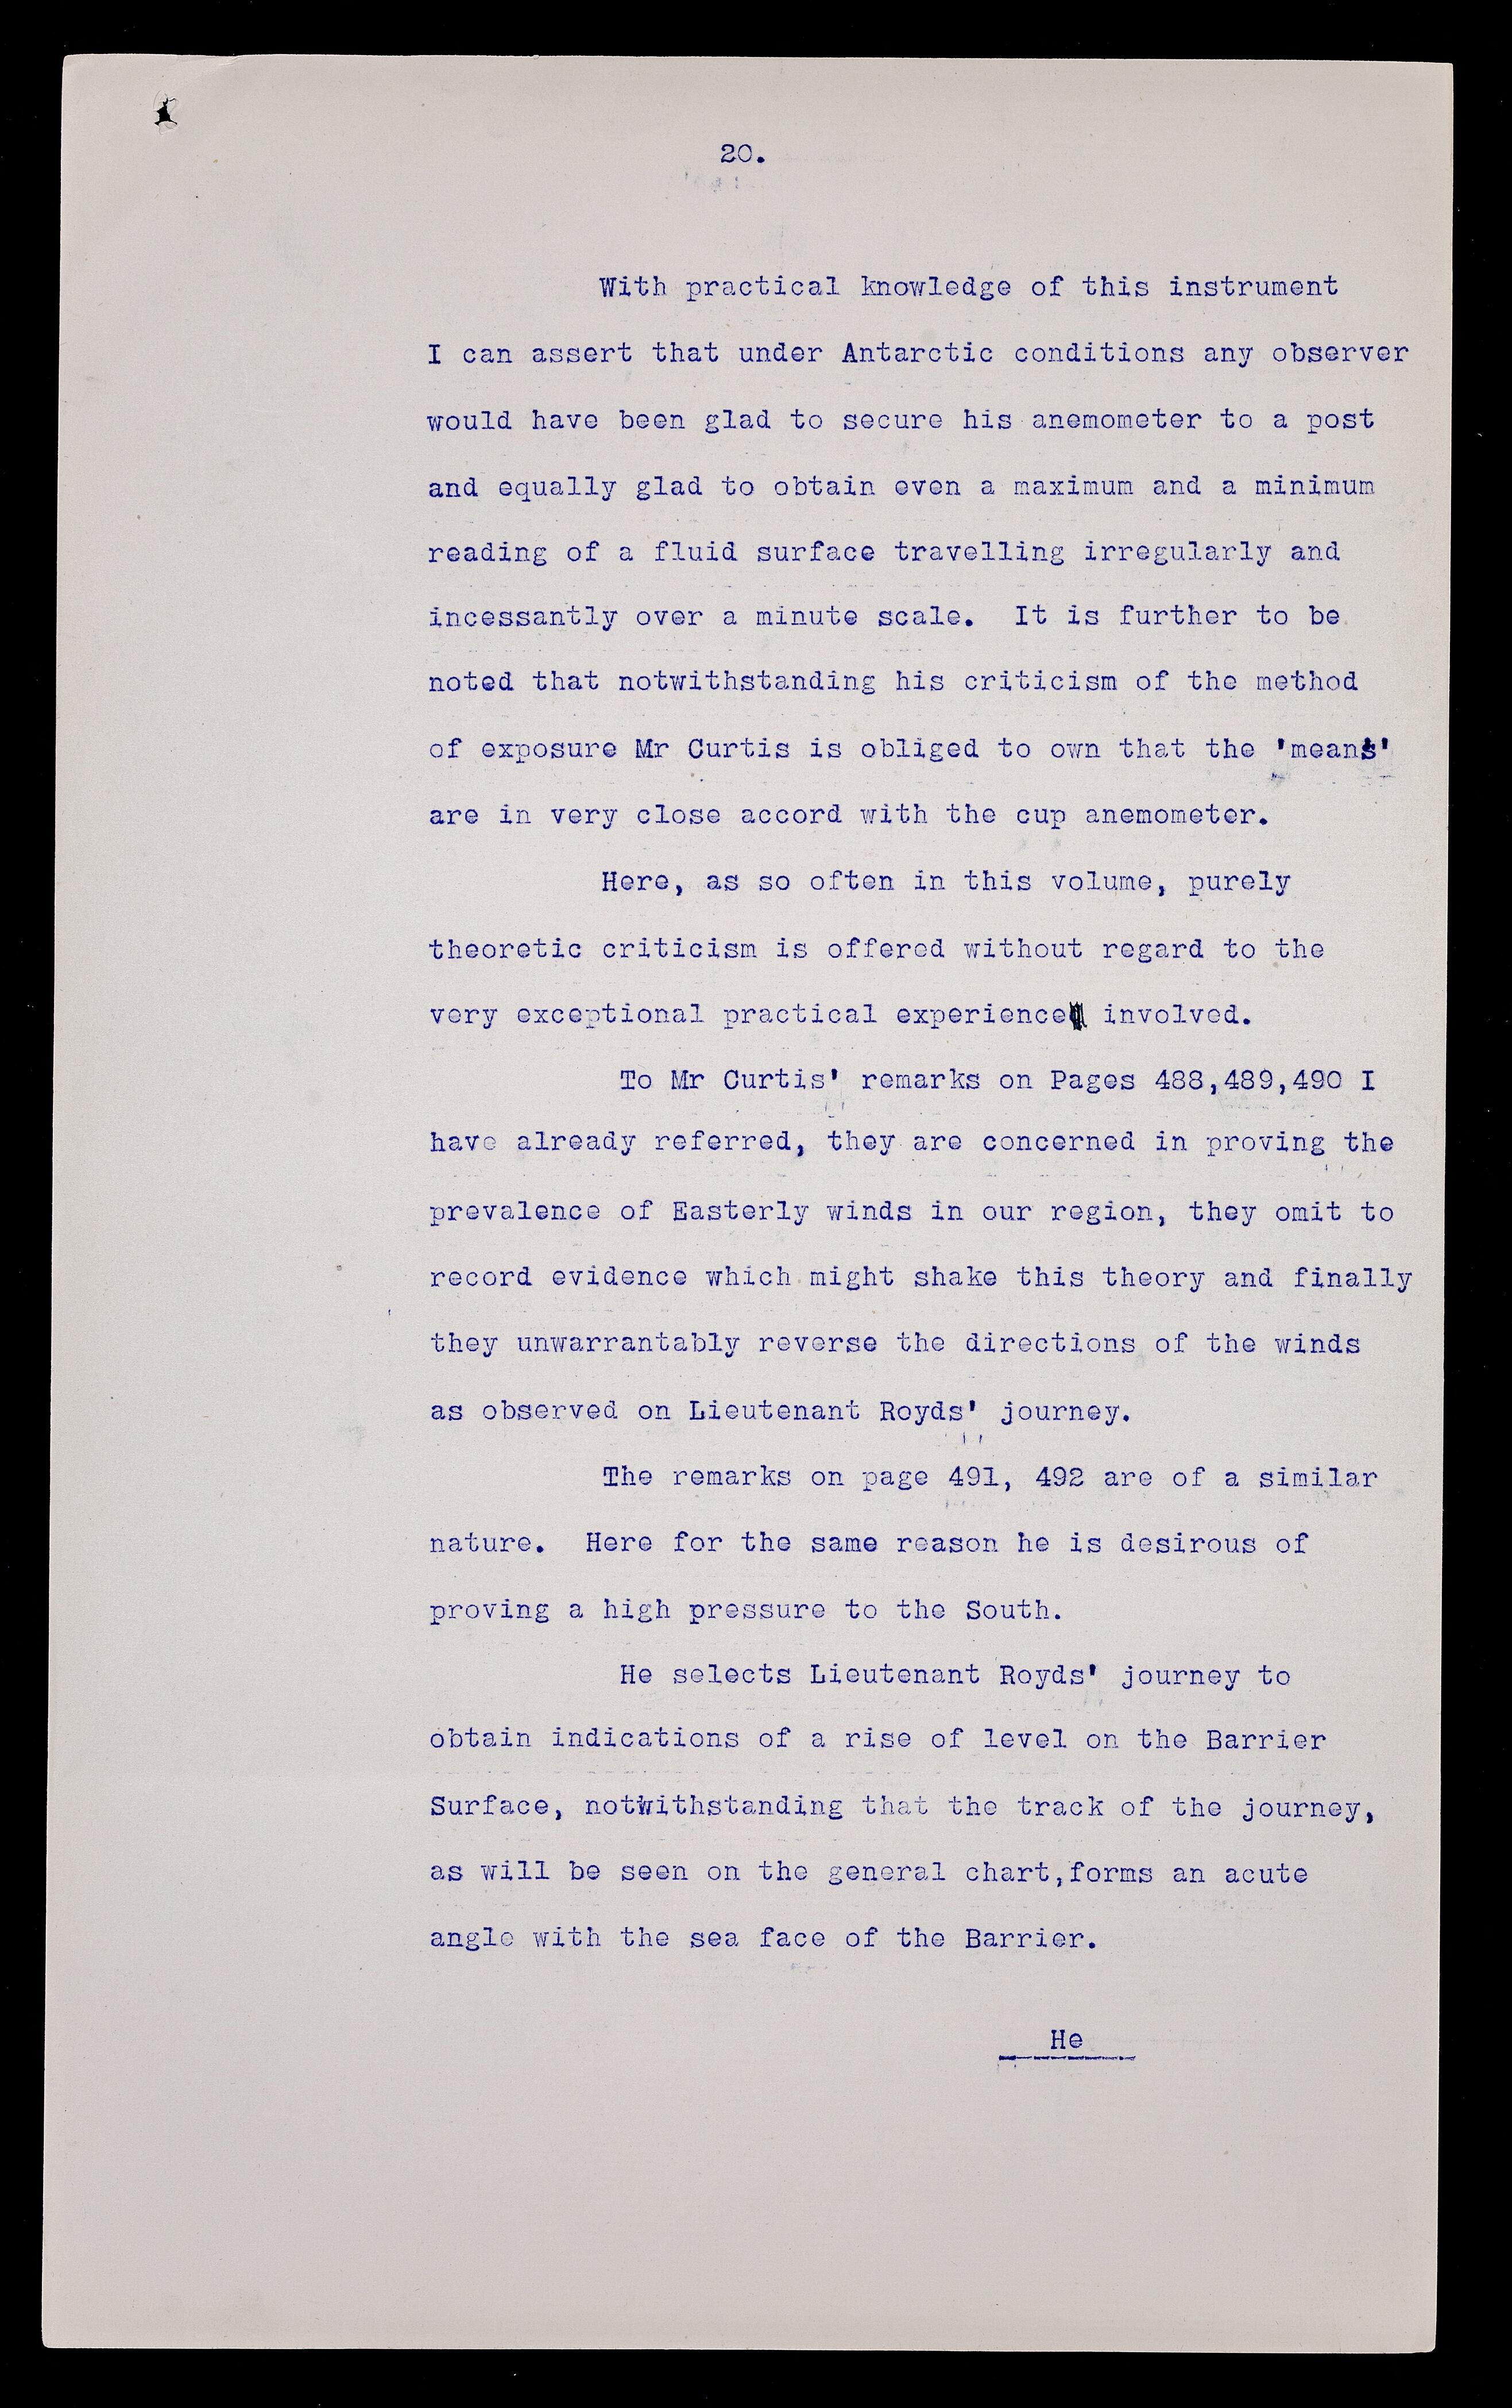 20.
With practical knowledge of this instrument
I can assert that under Antarctic conditions any observer
would have been glad to secure his anemometer to a post
and equally glad to obtain even a maximum and a minimum
reading of a fluid surface travelling irregularly and
incessantly over a minute scale. It is further to be
noted that notwithstanding his criticism of the method
of exposure Mr Curtis is obliged to own that the 'means'
are in very close accord with the cup anemometer.
Here, as so often in this volume, purely
theoretic criticism is offered without regard to the
very exceptional practical experience involved.
To Mr Curtis' remarks on Pages 488,489,490 I
have already referred, they are concerned in proving the
prevalence of Easterly winds in our region, they omit to
record evidence which might shake this theory and finally
they unwarrantably reverse the directions of the winds
as observed on Lieutenant Royds' journey.
The remarks on page 491, 492 are of a similar
nature. Here for the same reason he is desirous of
proving a high pressure to the South.
He selects Lieutenant Royds' journey to
obtain indications of a rise of level on the Barrier
Surface, notwithstanding that the track of the journey,
as will be seen on the general chart,forms an acute
angle with the sea face of the Barrier.
He